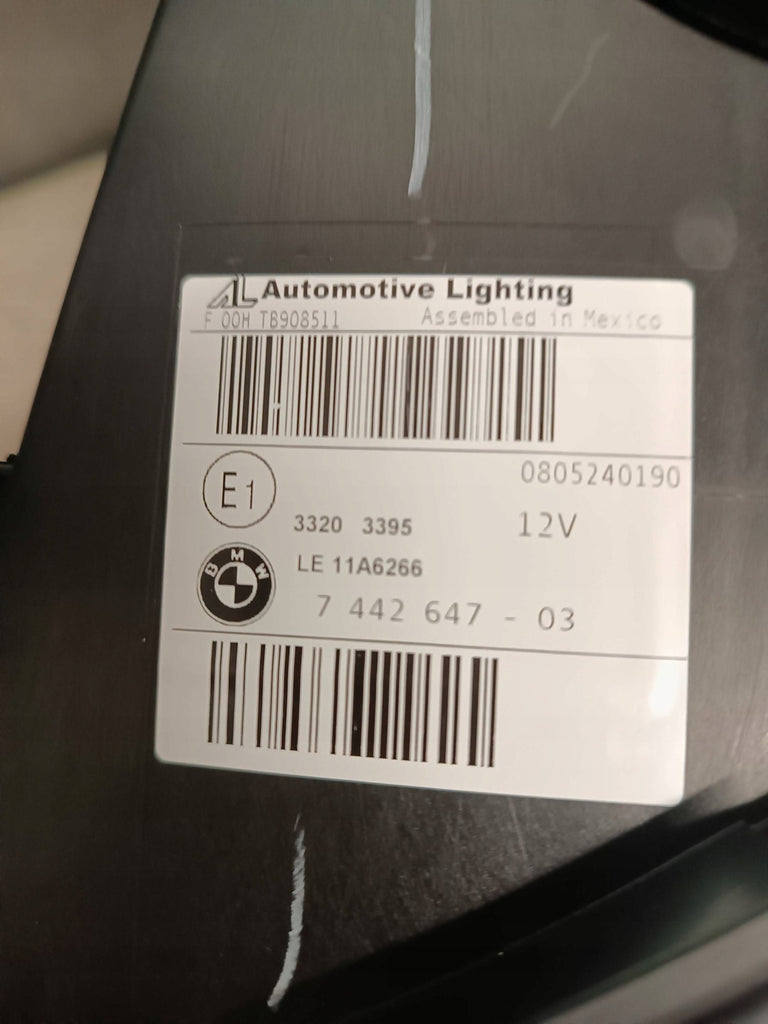 AL Automotive Lighting
F 00H TB908511 Assembled in Mexico
0805240190
E1
3320 3395 12V
LE 11A6266
BMW
7 442 647 - 03